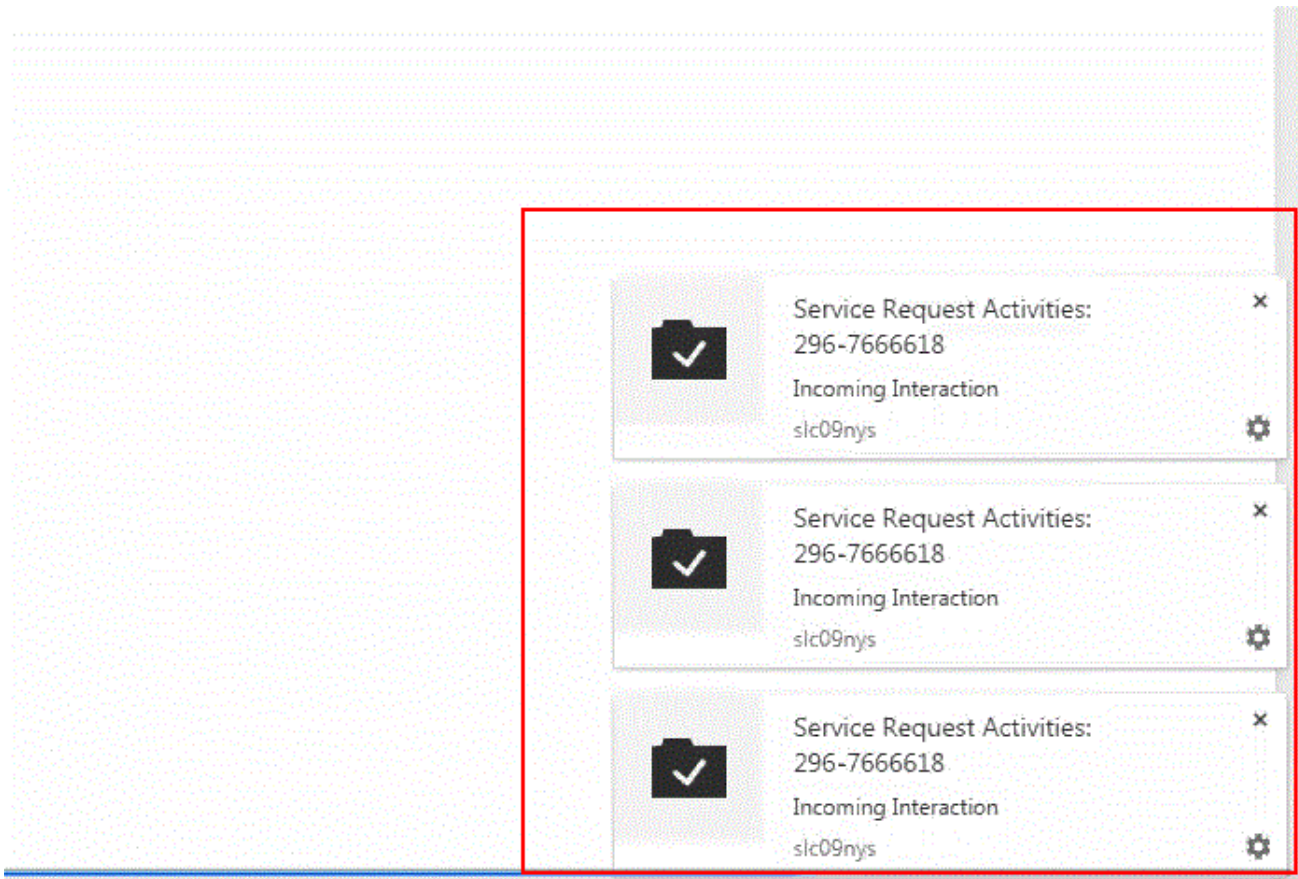 Service Request Activities:
296-7666618
Incoming Interaction
slc09nys
Service Request Activities:
296-7666618
Incoming Interaction
slc09nys
Service Request Activities:
296-7666618
Incoming Interaction
slc09nys